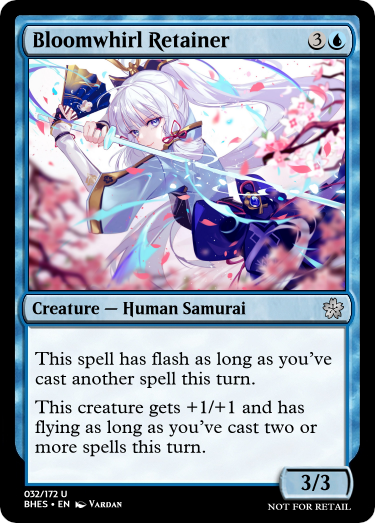 Bloomwhirl Retainer 3
Creature — Human Samurai
This spell has flash as long as you've
cast another spell this turn.
This creature gets +1/+1 and has
flying as long as you've cast two or
more spells this turn.
3/3
032/172 U
BHES • EN Vardan
NOT FOR RETAIL